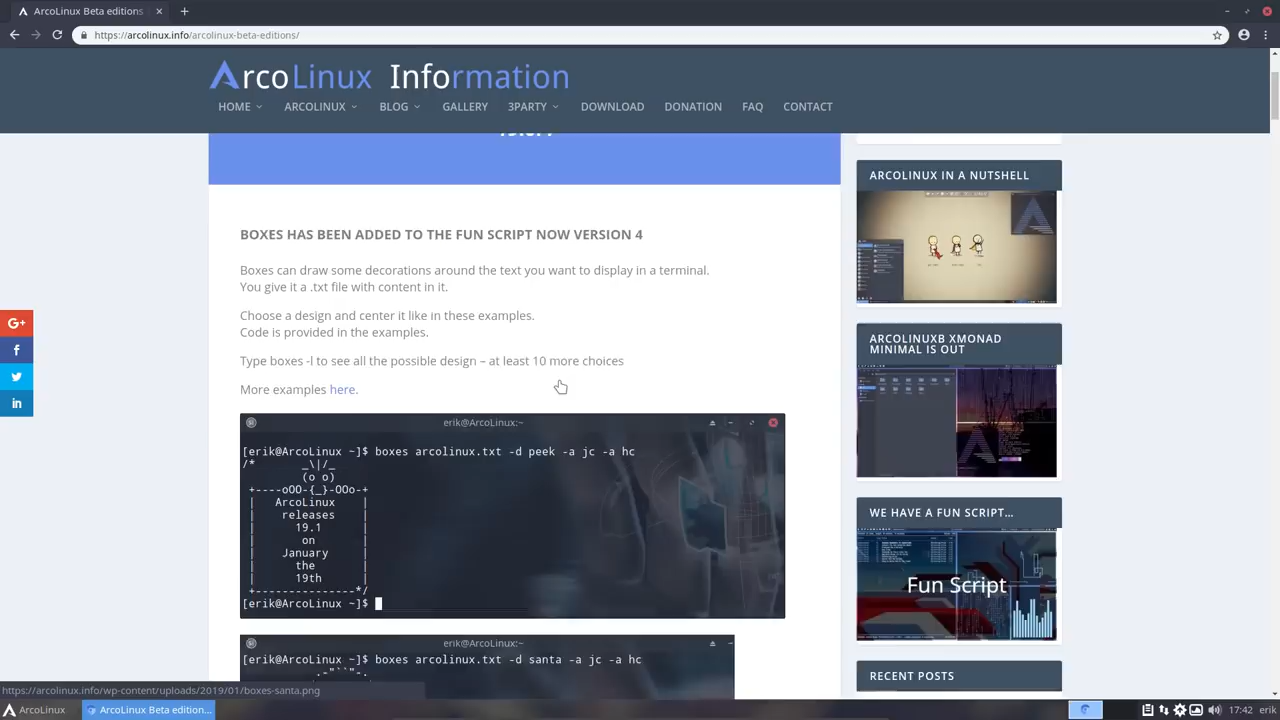 ArcoLinux Beta editions
https://arcolinux.info/arcolinux-beta-editions/
ArcoLinux Information
HOME ARCOLINUX BLOG GALLERY 3PARTY DOWNLOAD DONATION FAQ CONTACT
BOXES HAS BEEN ADDED TO THE FUN SCRIPT NOW VERSION 4
Boxes can draw some decorations around the text you want to display in a terminal.
You give it a .txt file with content in it.
Choose a design and center it like in these examples.
Code is provided in the examples.
Type boxes -l to see all the possible design – at least 10 more choices
More examples here.
erik@ArcoLinux:~
[erik@ArcoLinux ~]$ boxes arcolinux.txt -d peek -a jc -a hc
/*       _\|/_
(o o)
+----oOO-{_}-OOo-+
|   ArcoLinux    |
|    releases    |
|      19.1      |
|       on       |
|    January     |
|      the       |
|      19th      |
+---------------*/
[erik@ArcoLinux ~]$
erik@ArcoLinux:~
[erik@ArcoLinux ~]$ boxes arcolinux.txt -d santa -a jc -a hc
.-"``"-.
ARCOLINUX IN A NUTSHELL
ARCOLINUXB XMONAD
MINIMAL IS OUT
WE HAVE A FUN SCRIPT…
Fun Script
RECENT POSTS
G+
f
in
https://arcolinux.info/wp-content/uploads/2019/01/boxes-santa.png
ArcoLinux
ArcoLinux Beta edition...
17:42 erik